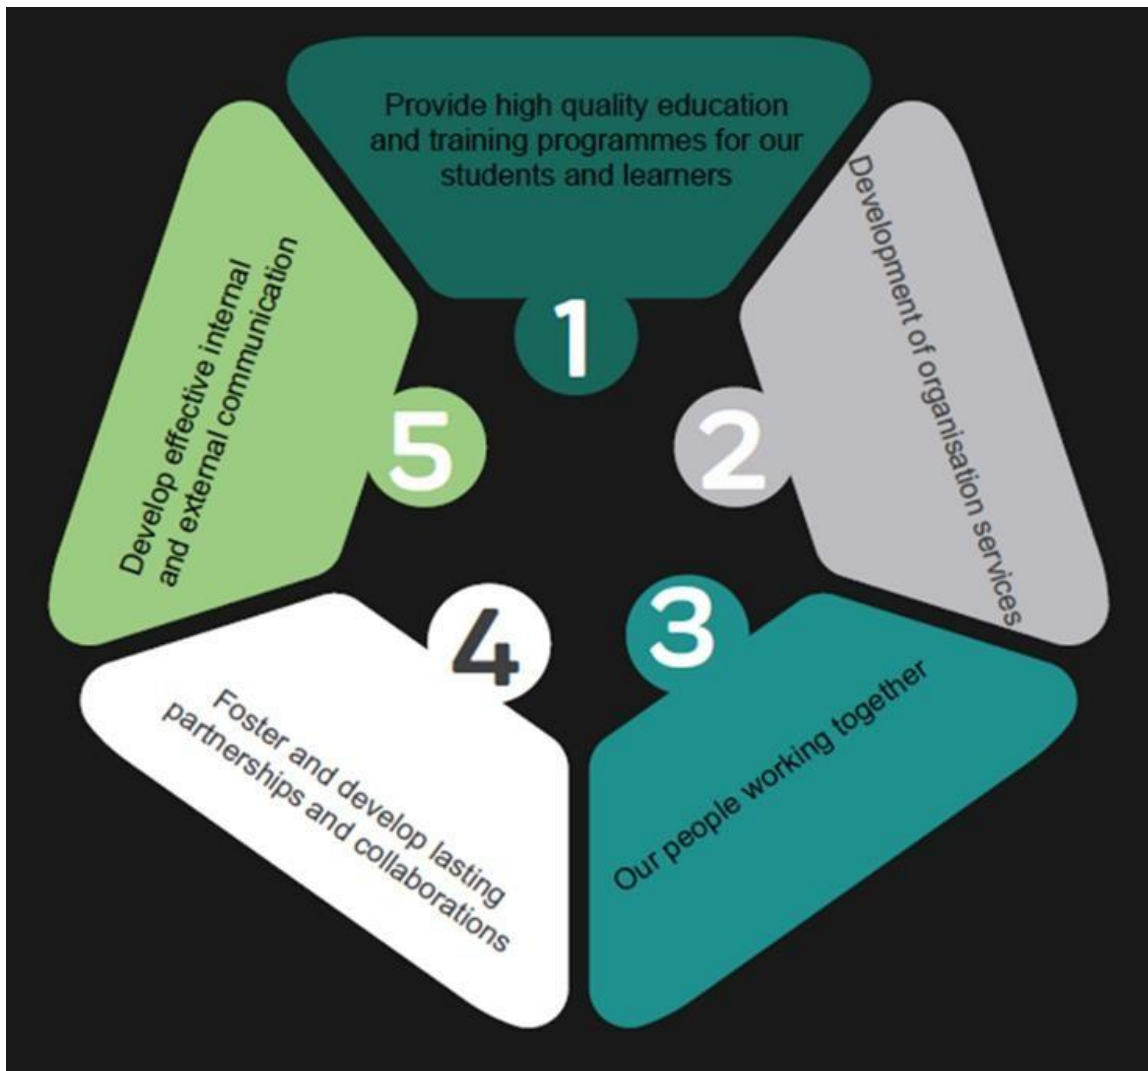 Provide high quality education
and training programmes for our
students and learners
1
Development of organisation services
2
3
Our people working together
4
Foster and develop lasting
partnerships and collaborations
5
Develop effective internal
and external communication